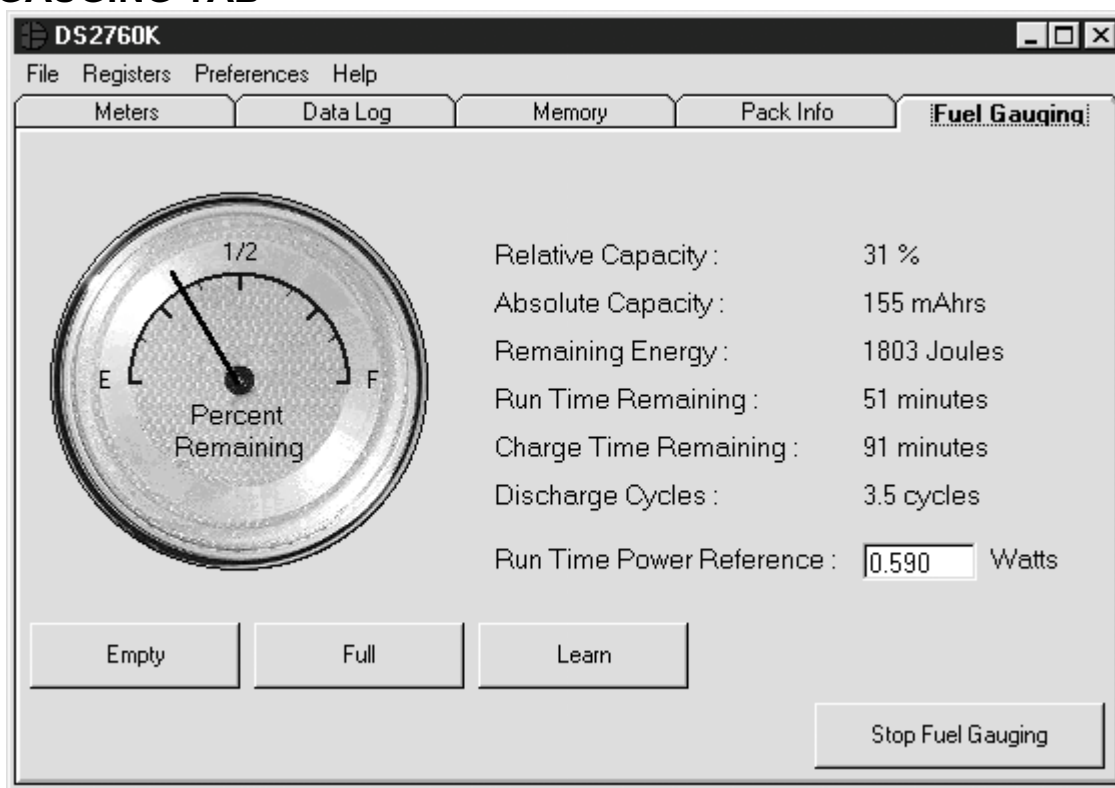 GAUGING TAB
DS2760K
File Registers Preferences Help
Meters Data Log Memory Pack Info Fuel Gauging
1/2
E F
Percent
Remaining
Relative Capacity : 31 %
Absolute Capacity : 155 mAhrs
Remaining Energy : 1803 Joules
Run Time Remaining : 51 minutes
Charge Time Remaining : 91 minutes
Discharge Cycles : 3.5 cycles
Run Time Power Reference : 0.590 Watts
Empty Full Learn
Stop Fuel Gauging